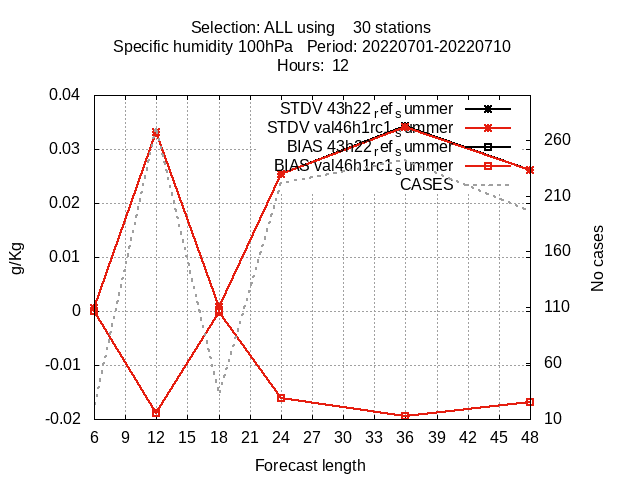 Selection: ALL using 30 stations
Specific humidity 100hPa Period: 20220701-20220710
Hours: 12
STDV 43h22_ref_summer
STDV val46h1rc1_summer
BIAS 43h22_ref_summer
BIAS val46h1rc1_summer
CASES
0.04
0.03
0.02
0.01
0
-0.01
-0.02
g/Kg
260
210
160
110
60
10
No cases
6 9 12 15 18 21 24 27 30 33 36 39 42 45 48
Forecast length